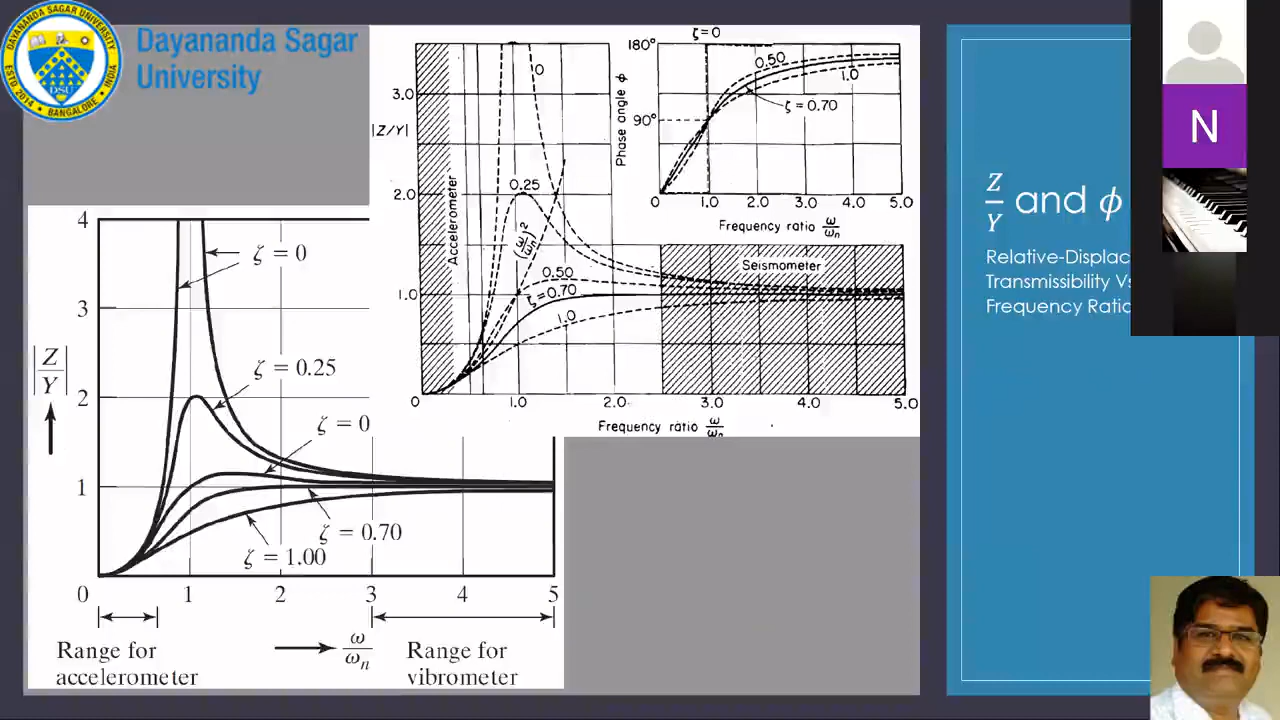 Dayananda Sagar
University
DAYANANDA SAGAR UNIVERSITY
ESTD. 2014 • BANGALORE • INDIA
DSU
|Z/Y|
3.0
2.0
1.0
0
1.0
2.0
3.0
4.0
5.0
Accelerometer
0
0.25
(ω/ωn)²
0.50
ζ=0.70
1.0
Seismometer
Frequency ratio ω/ωn
Phase angle ϕ
180°
90°
0
1.0
2.0
3.0
4.0
5.0
ζ=0
0.50
1.0
ζ = 0.70
Frequency ratio ω/ωn
|Z/Y|
4
3
2
1
0
1
2
3
4
5
ζ = 0
ζ = 0.25
ζ = 0
ζ = 0.70
ζ = 1.00
Range for
accelerometer
ω/ωn
Range for
vibrometer
Z/Y and ϕ
Relative-Displac
Transmissibility Vs
Frequency Ratio
N